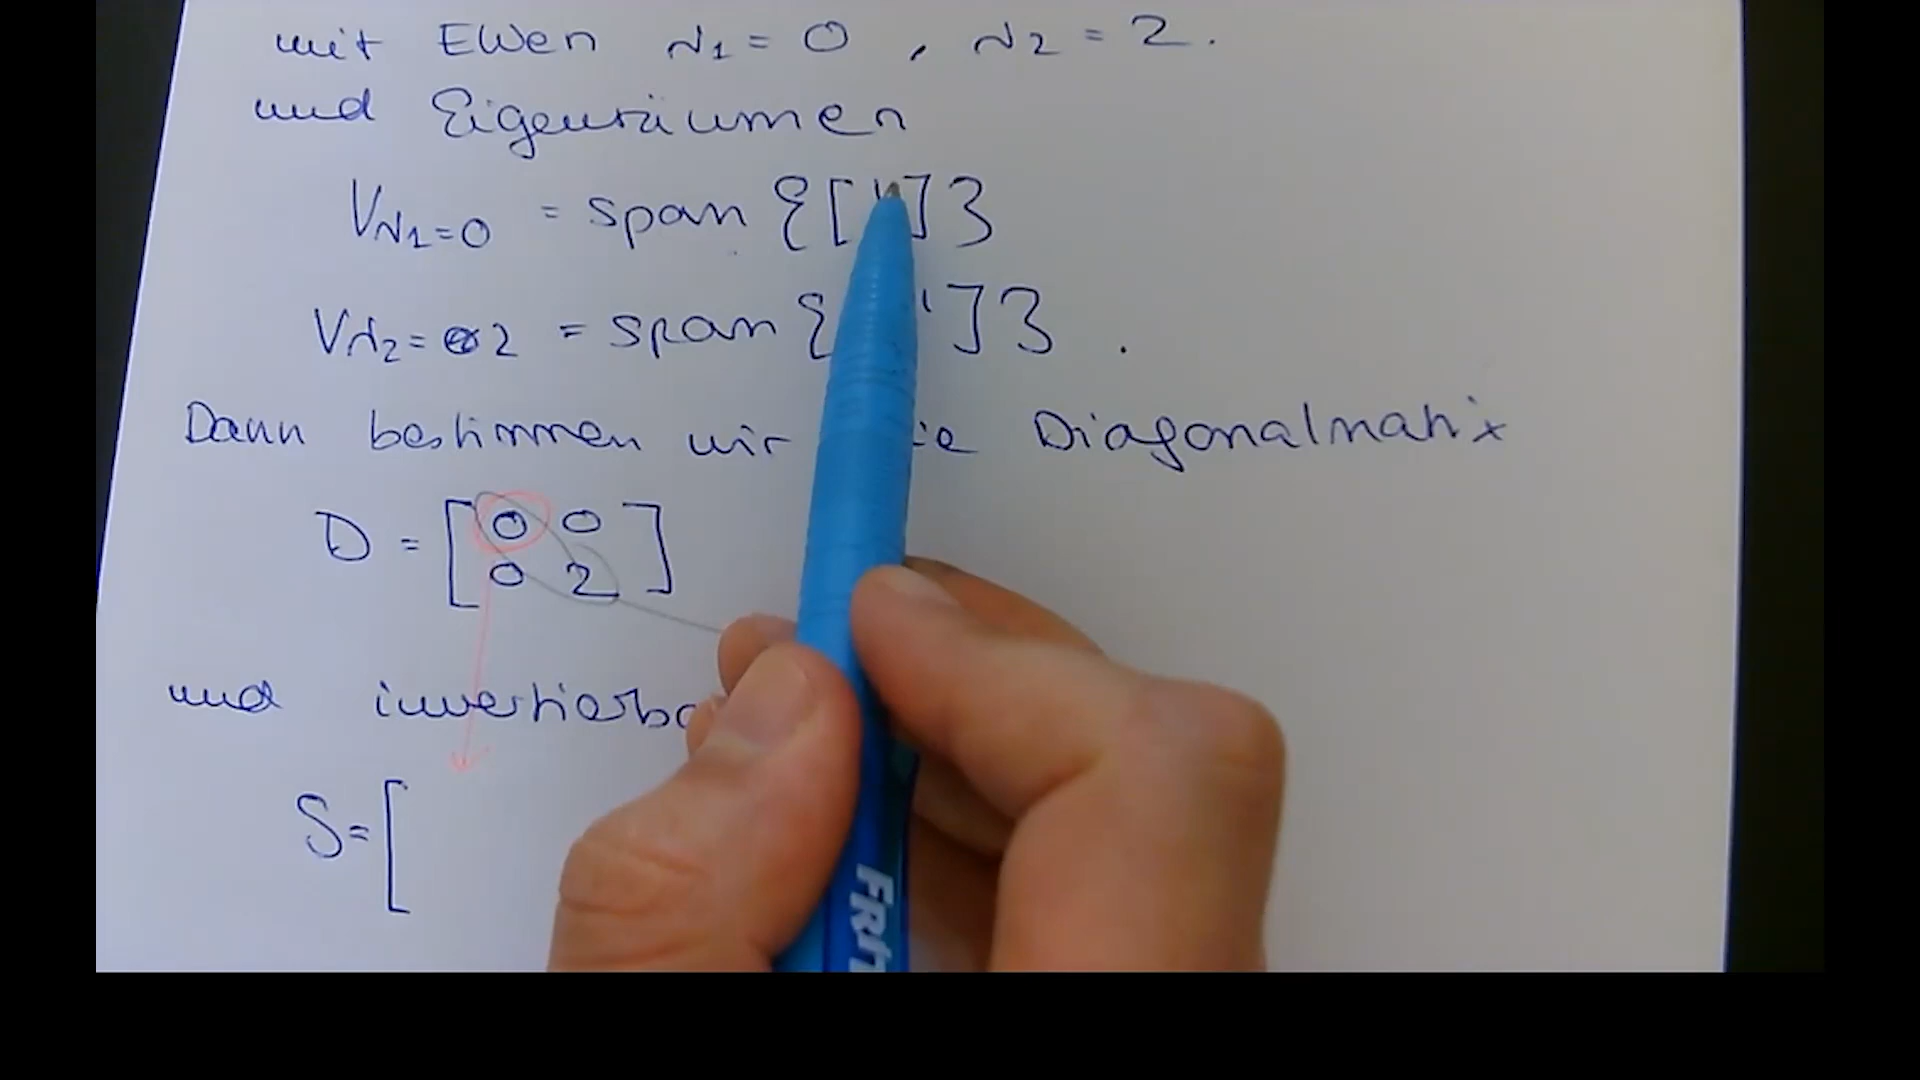 mit EWen λ1 = 0 , λ2 = 2 .
und Eigenräumen
Vλ1=0 = span {[ ]}
Vλ2=2 = span { ]} .
Dann bestimmen wir Diagonalmatrix
D = [ 0 0
0 2 ]
und
S = [